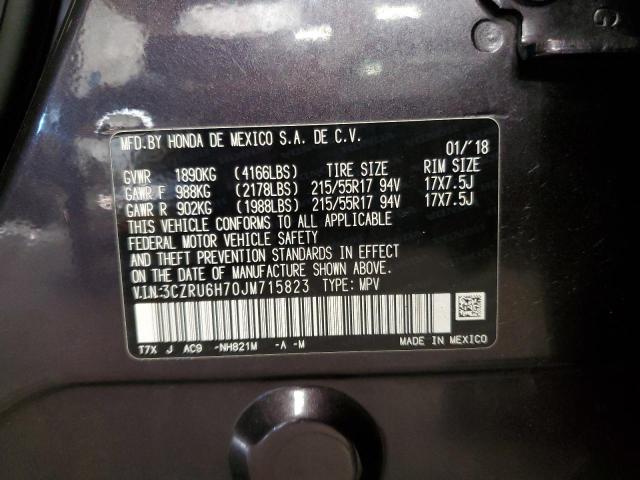 G
MFD.BY HONDA DE MEXICO S.A. DE C.V.
01/'18
GVWR 1890KG (4166LBS) TIRE SIZE RIM SIZE
GAWR F 988KG (2178LBS) 215/55R17 94V 17X7.5J
GAWR R 902KG (1988LBS) 215/55R17 94V 17X7.5J
THIS VEHICLE CONFORMS TO ALL APPLICABLE
FEDERAL MOTOR VEHICLE SAFETY
AND THEFT PREVENTION STANDARDS IN EFFECT
ON THE DATE OF MANUFACTURE SHOWN ABOVE.
V.I.N:3CZRU6H70JM715823 TYPE: MPV
T7X J AC9 -NH821M -A -M
MADE IN MEXICO